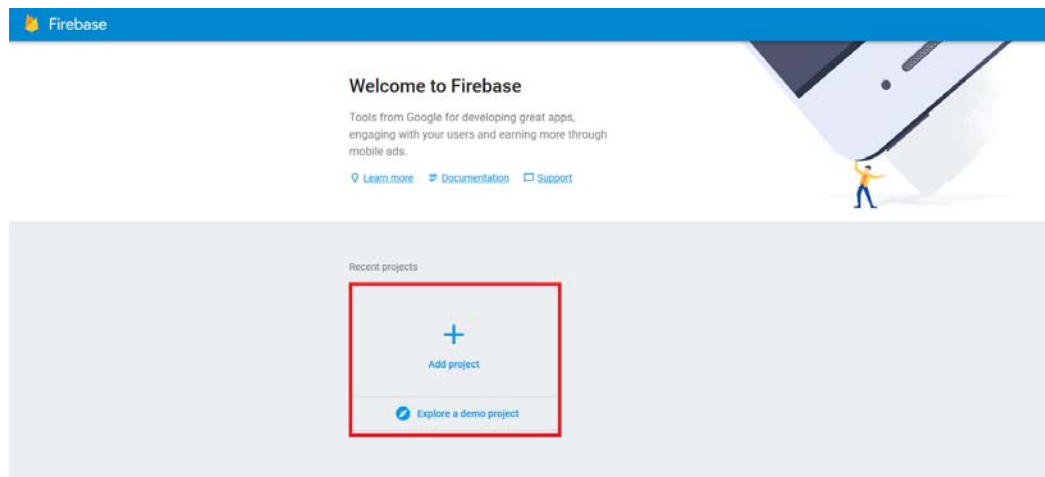 Firebase
Welcome to Firebase
Tools from Google for developing great apps,
engaging with your users and earning more through
mobile ads.
Learn more Documentation Support
Recent projects
Add project
Explore a demo project